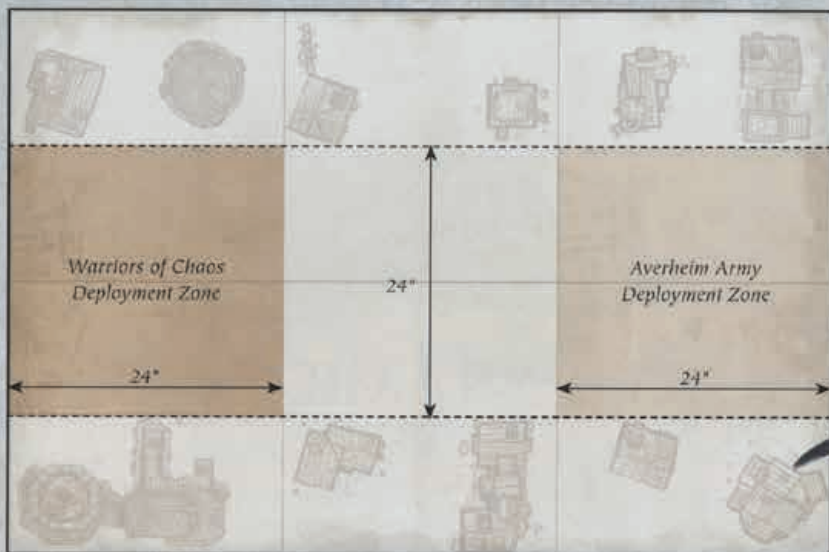 Warriors of Chaos
Deployment Zone
24"
24"
Averheim Army
Deployment Zone
24"